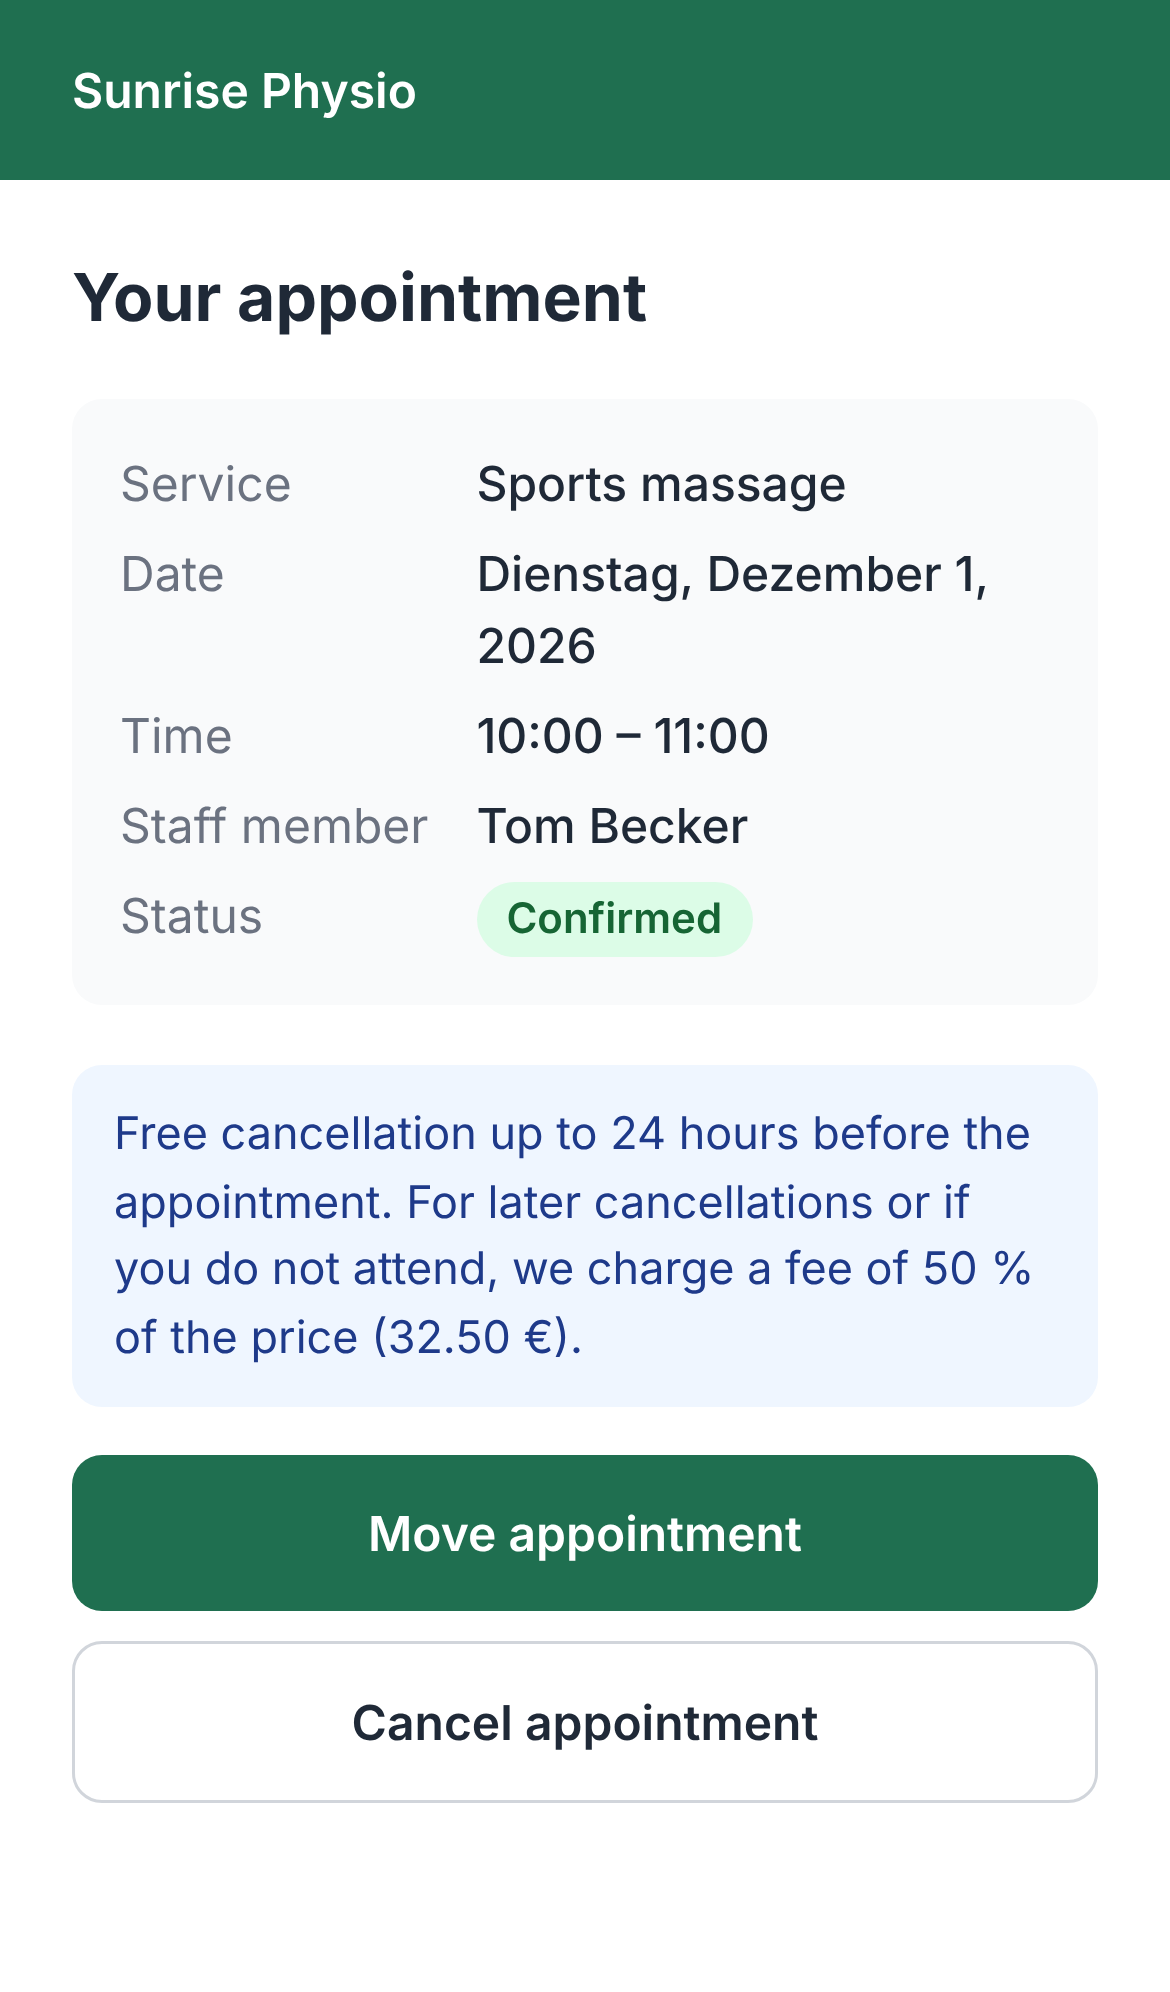 Sunrise Physio
Your appointment
Service Sports massage
Date Dienstag, Dezember 1,
2026
Time 10:00 – 11:00
Staff member Tom Becker
Status Confirmed
Free cancellation up to 24 hours before the
appointment. For later cancellations or if
you do not attend, we charge a fee of 50 %
of the price (32.50 €).
Move appointment
Cancel appointment